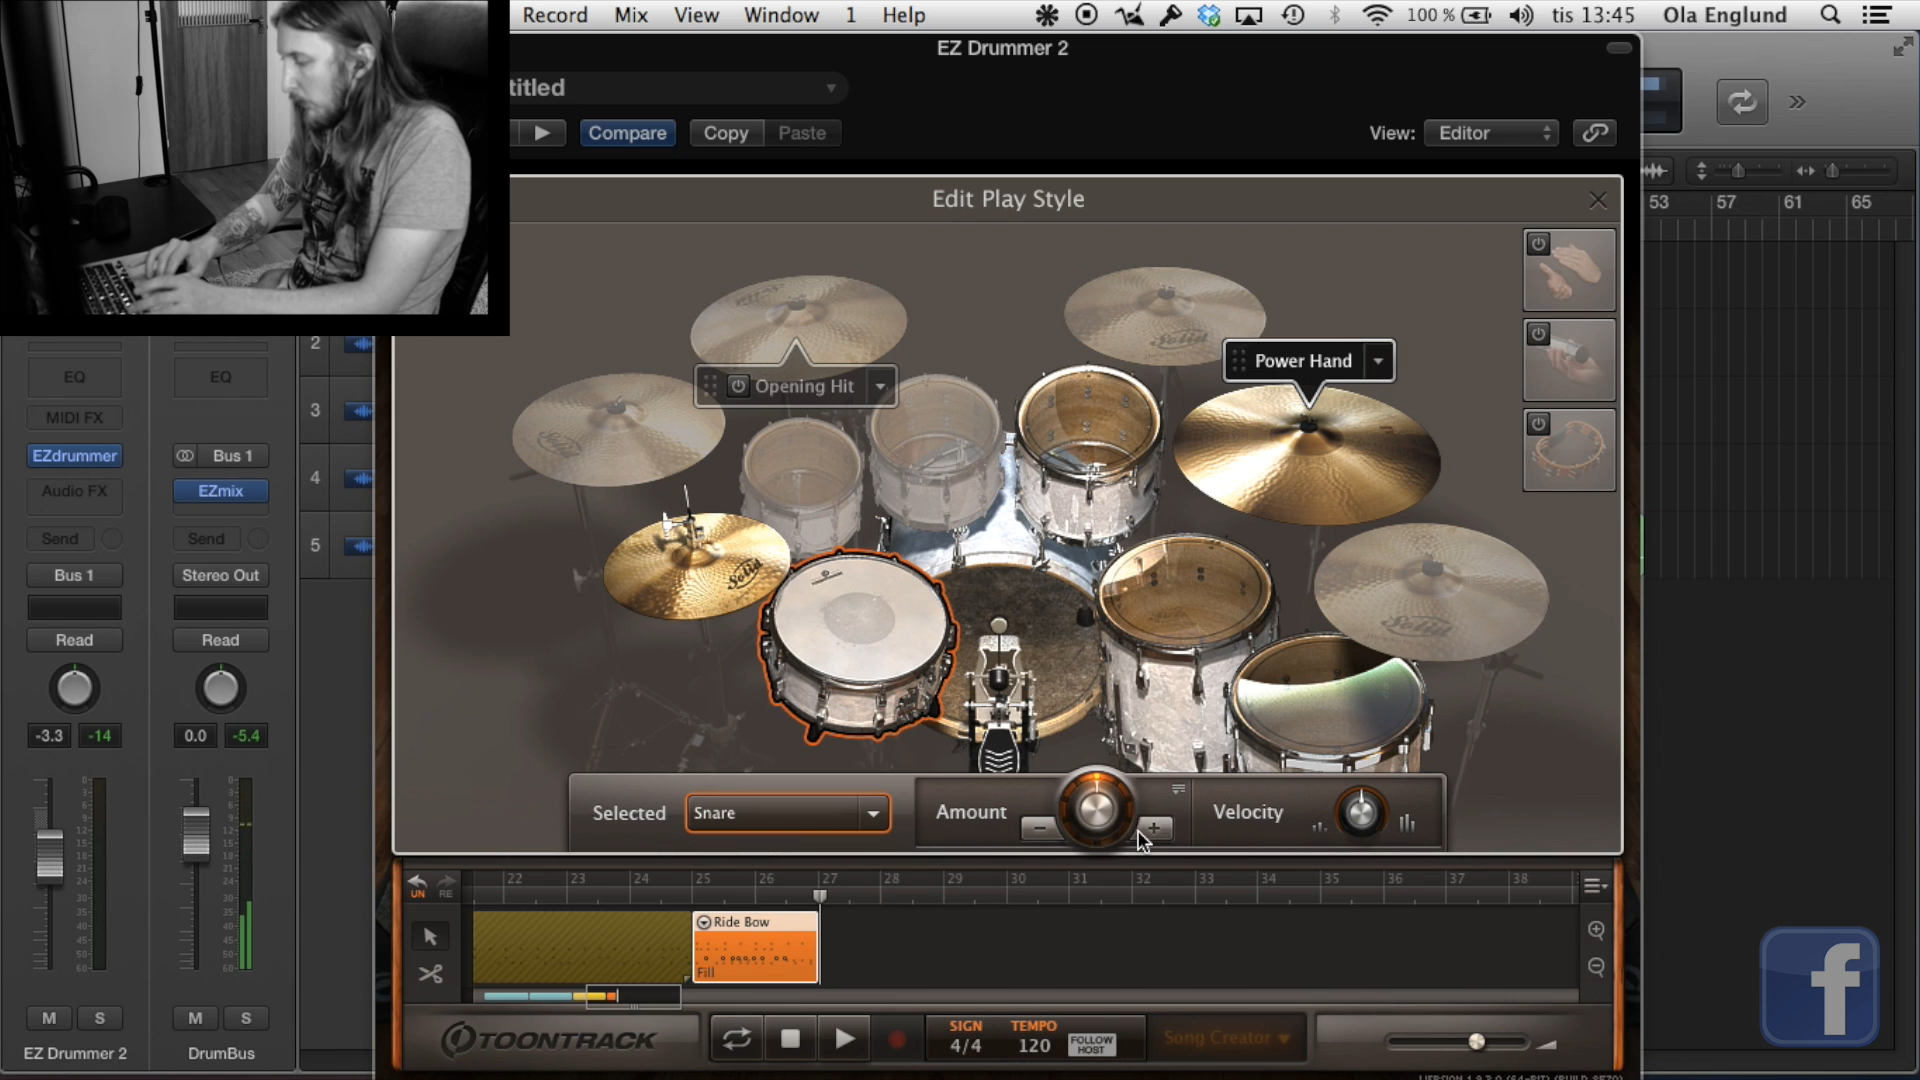 Record Mix View Window 1 Help 100 % tis 13:45 Ola Englund
EZ Drummer 2
titled
Compare Copy Paste View: Editor
Edit Play Style
53 57 61 65
Power Hand
Opening Hit
2
3
4
5
EQ EQ
MIDI FX
EZdrummer Bus 1
Audio FX EZmix
Send Send
Bus 1 Stereo Out
Read Read
-3.3 -14 0.0 -5.4
Solid
Solid
Solid
Solid
Selected Snare Amount Velocity
UN RE 22 23 24 25 26 27 28 29 30 31 32 33 34 35 36 37 38
Ride Bow
Fill
M S M S
EZ Drummer 2 DrumBus
TOONTRACK
SIGN TEMPO
4/4 120 FOLLOW HOST
Song Creator
f